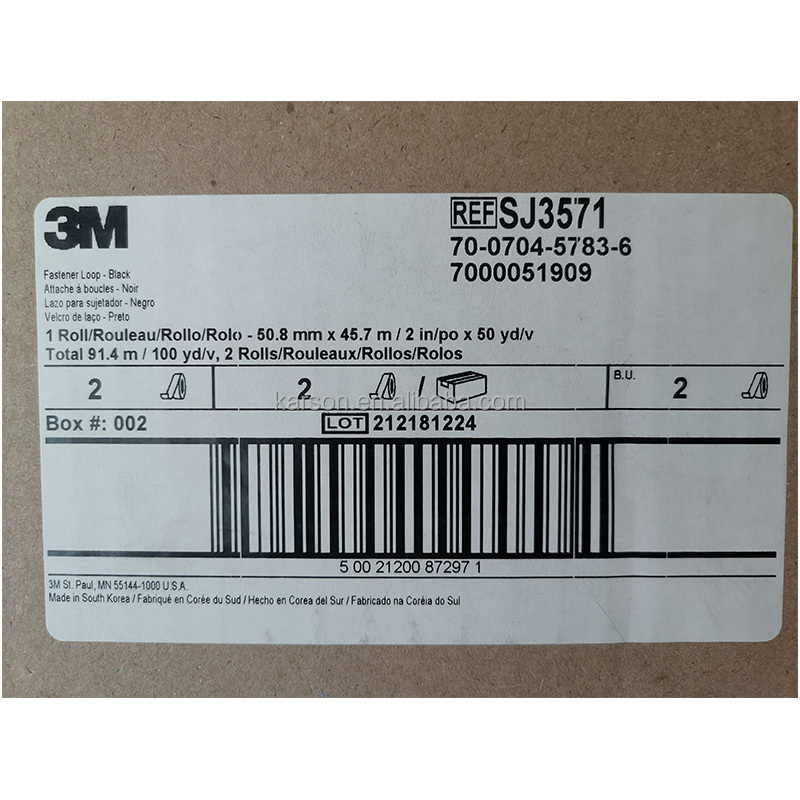 3M
REF SJ3571
70-0704-5783-6
7000051909
Fastener Loop - Black
Attache à boucles - Noir
Lazo para sujetador - Negro
Velcro de laço - Preto
1 Roll/Rouleau/Rollo/Rolo - 50.8 mm x 45.7 m / 2 in/po x 50 yd/v
Total 91.4 m / 100 yd/v, 2 Rolls/Rouleaux/Rollos/Rolos
2 2 / B.U. 2
karson.en.alibaba.com
Box #: 002 LOT 212181224
5 00 21200 87297 1
3M St. Paul, MN 55144-1000 U.S.A.
Made in South Korea / Fabriqué en Corée du Sud / Hecho en Corea del Sur / Fabricado na Coréia do Sul